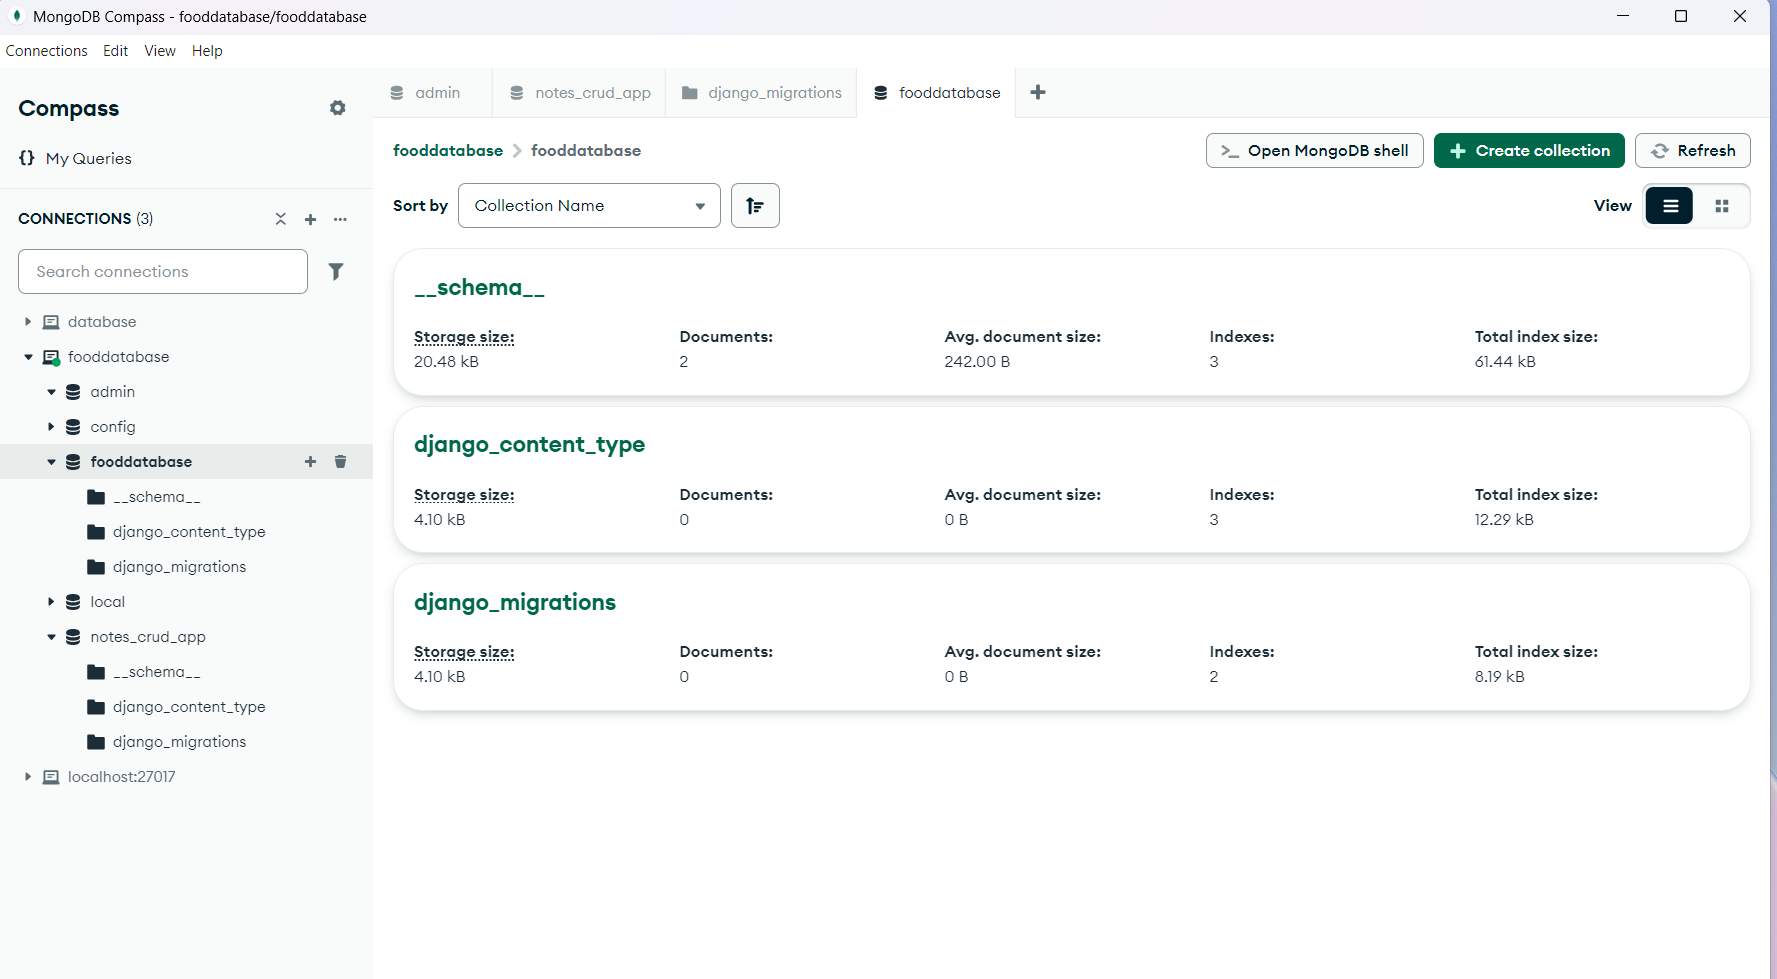 MongoDB Compass - fooddatabase/fooddatabase
Connections Edit View Help
Compass
My Queries
CONNECTIONS (3)
Search connections
database
fooddatabase
admin
config
fooddatabase
__schema__
django_content_type
django_migrations
local
notes_crud_app
__schema__
django_content_type
django_migrations
localhost:27017
admin notes_crud_app django_migrations fooddatabase
fooddatabase fooddatabase
Open MongoDB shell Create collection Refresh
Sort by Collection Name View
__schema__
Storage size: Documents: Avg. document size: Indexes: Total index size:
20.48 kB 2 242.00 B 3 61.44 kB
django_content_type
Storage size: Documents: Avg. document size: Indexes: Total index size:
4.10 kB 0 0 B 3 12.29 kB
django_migrations
Storage size: Documents: Avg. document size: Indexes: Total index size:
4.10 kB 0 0 B 2 8.19 kB